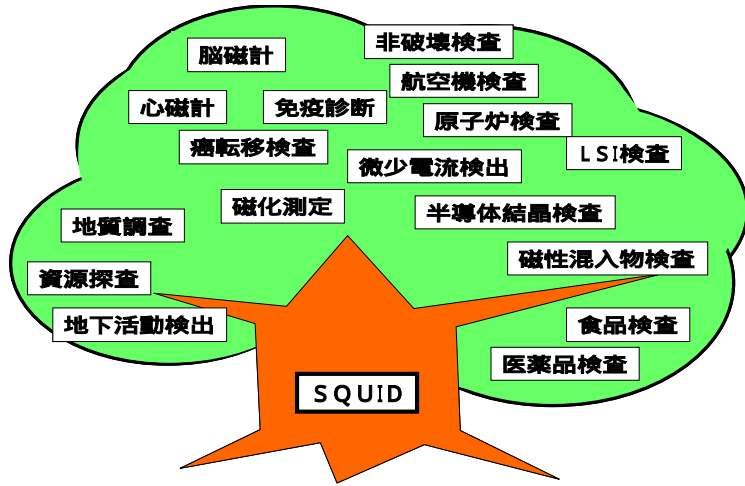 非破壊検査
脳磁計
航空機検査
心磁計
免疫診断
原子炉検査
癌転移検査
LSI検査
微少電流検出
磁化測定
半導体結晶検査
地質調査
磁性混入物検査
資源探査
地下活動検出
食品検査
医薬品検査
SQUID